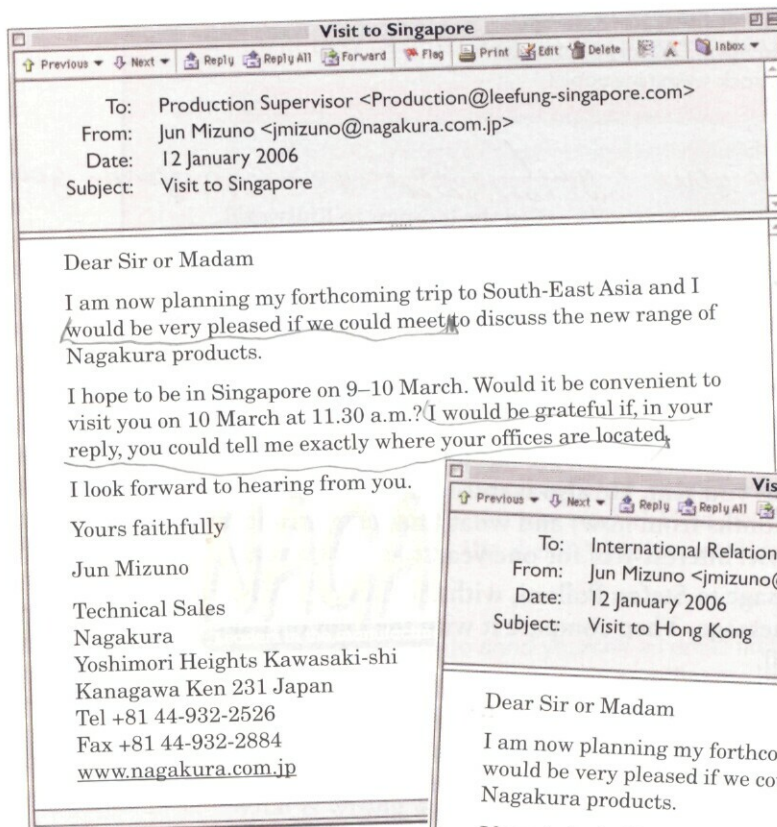 Visit to Singapore
Previous Next Reply Reply All Forward Flag Print Edit Delete Inbox
To: Production Supervisor <Production@leefung-singapore.com>
From: Jun Mizuno <jmizuno@nagakura.com.jp>
Date: 12 January 2006
Subject: Visit to Singapore
Dear Sir or Madam
I am now planning my forthcoming trip to South-East Asia and I
would be very pleased if we could meet to discuss the new range of
Nagakura products.
I hope to be in Singapore on 9–10 March. Would it be convenient to
visit you on 10 March at 11.30 a.m.? I would be grateful if, in your
reply, you could tell me exactly where your offices are located.
I look forward to hearing from you.
Yours faithfully
Jun Mizuno
Technical Sales
Nagakura
Yoshimori Heights Kawasaki-shi
Kanagawa Ken 231 Japan
Tel +81 44-932-2526
Fax +81 44-932-2884
www.nagakura.com.jp
Vis
Previous Next Reply Reply All
To: International Relation
From: Jun Mizuno <jmizuno@
Date: 12 January 2006
Subject: Visit to Hong Kong
Dear Sir or Madam
I am now planning my forthco
would be very pleased if we co
Nagakura products.